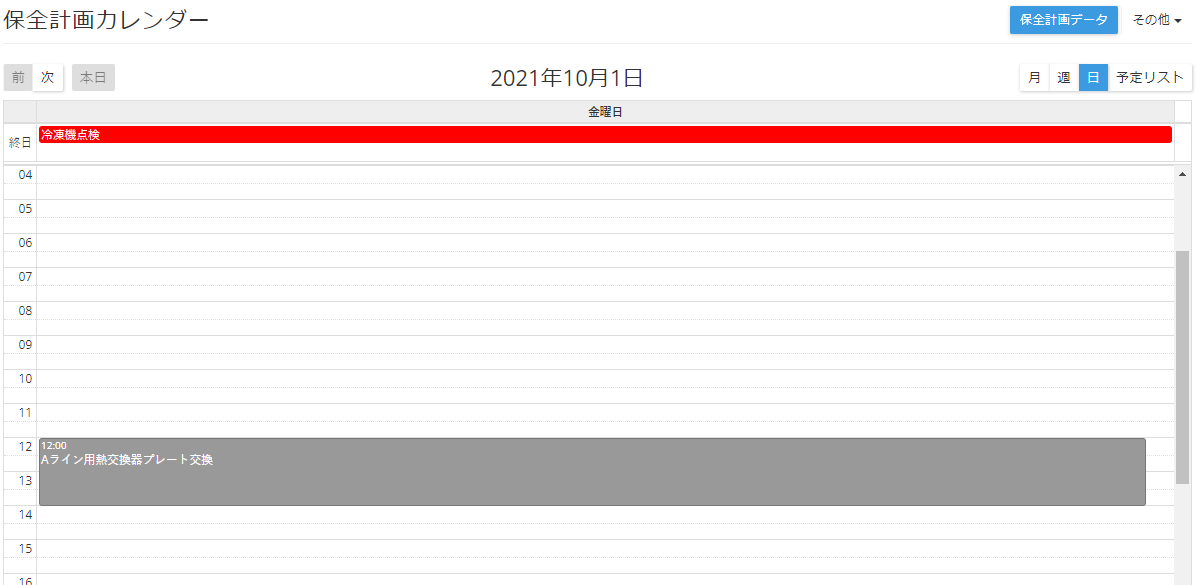 保全計画カレンダー
保全計画データ その他
前 次 本日 2021年10月1日 月 週 日 予定リスト
金曜日
終日 冷凍機点検
04
05
06
07
08
09
10
11
12 12:00
Aライン用熱交換器プレート交換
13
14
15
16